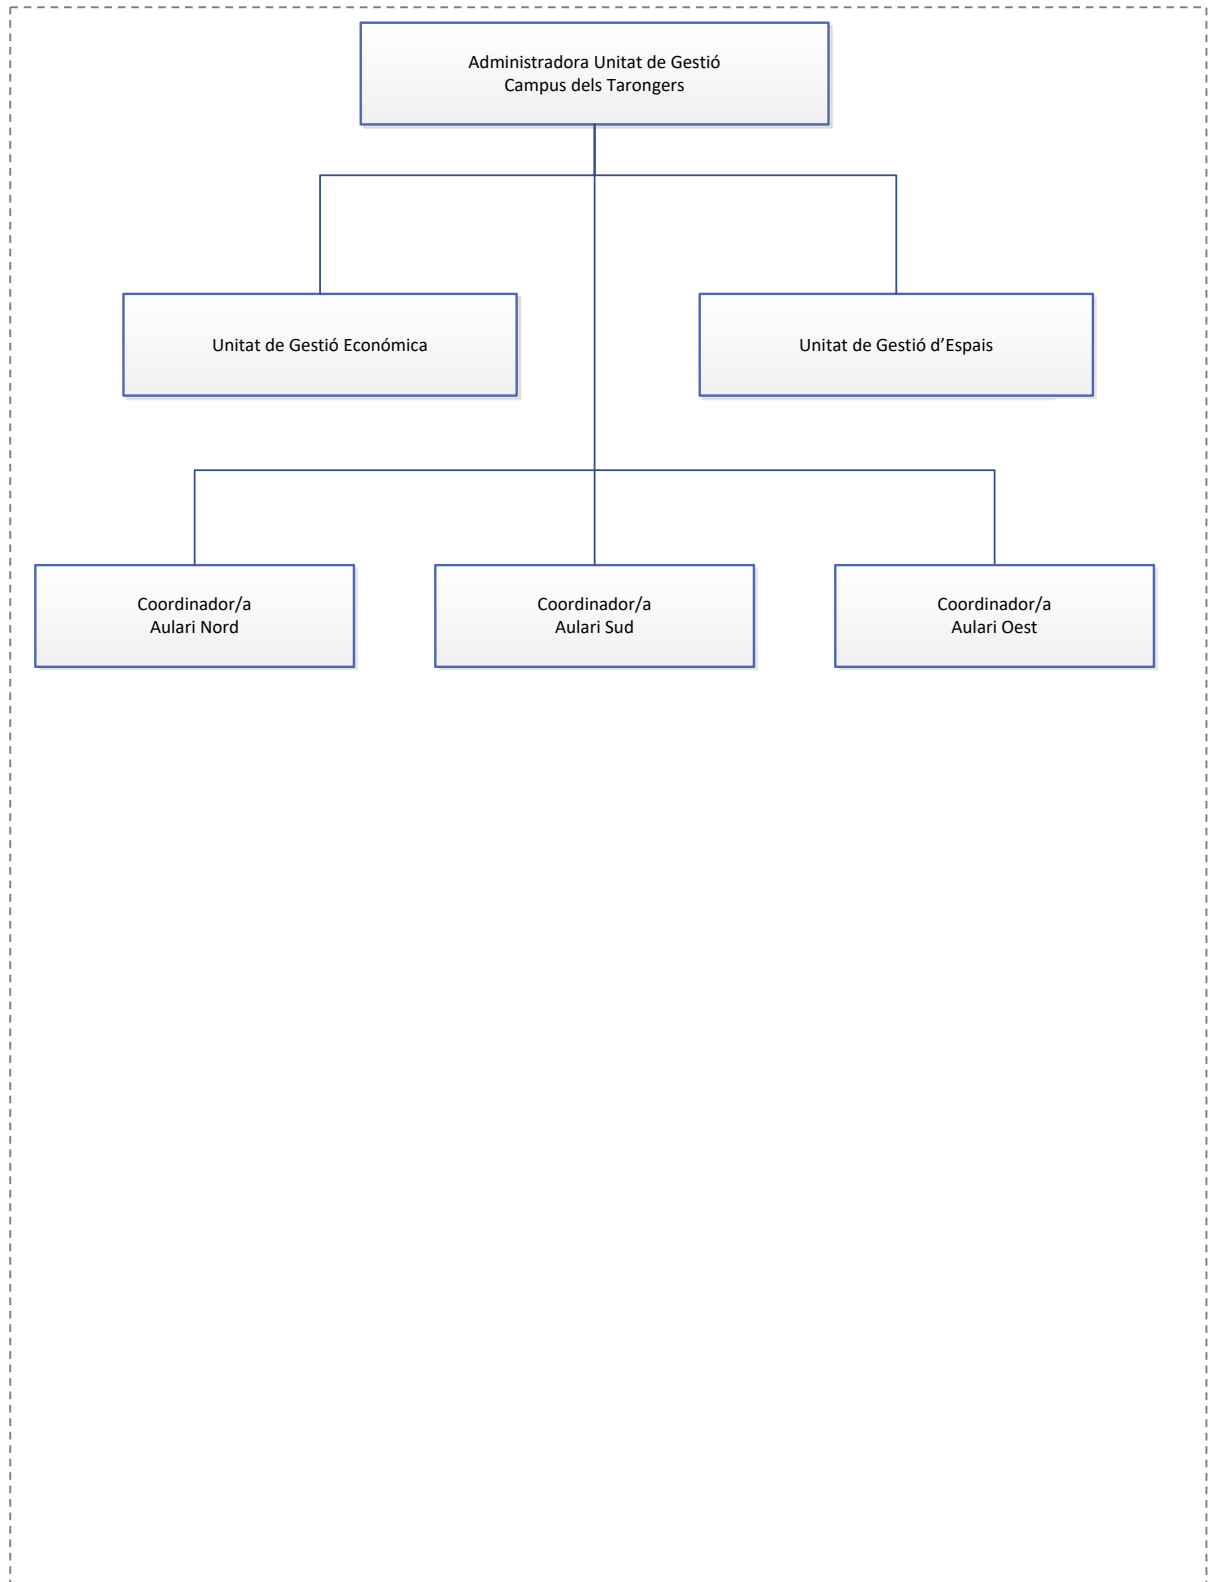 Administradora Unitat de Gestió
Campus dels Tarongers
Unitat de Gestió Económica
Unitat de Gestió d’Espais
Coordinador/a
Aulari Nord
Coordinador/a
Aulari Sud
Coordinador/a
Aulari Oest